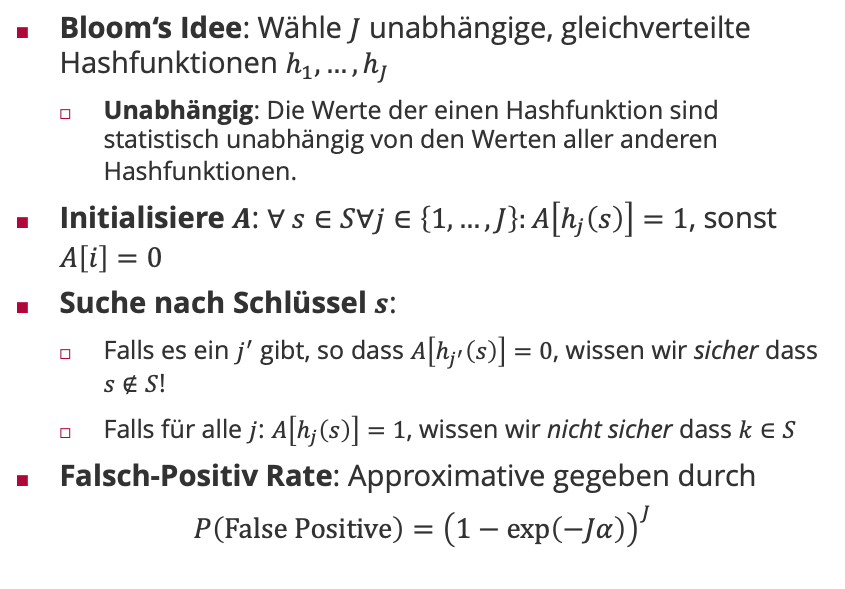 Bloom‘s Idee: Wähle J unabhängige, gleichverteilte
Hashfunktionen h₁, … , h_J
Unabhängig: Die Werte der einen Hashfunktion sind
statistisch unabhängig von den Werten aller anderen
Hashfunktionen.
Initialisiere A: ∀ s ∈ S∀j ∈ {1, … , J}: A[h_j(s)] = 1, sonst
A[i] = 0
Suche nach Schlüssel s:
Falls es ein j′ gibt, so dass A[h_j′(s)] = 0, wissen wir sicher dass
s ∉ S!
Falls für alle j: A[h_j(s)] = 1, wissen wir nicht sicher dass k ∈ S
Falsch-Positiv Rate: Approximative gegeben durch
P(False Positive) = (1 − exp(−Jα))^J